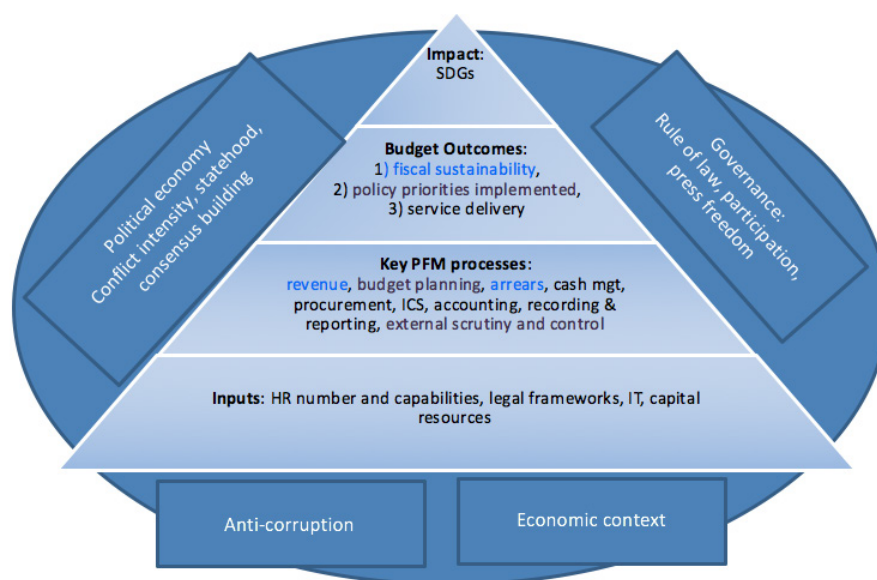 Impact:
SDGs
Budget Outcomes:
1) fiscal sustainability,
2) policy priorities implemented,
3) service delivery
Key PFM processes:
revenue, budget planning, arrears, cash mgt,
procurement, ICS, accounting, recording &
reporting, external scrutiny and control
Inputs: HR number and capabilities, legal frameworks, IT, capital
resources
Political economy
Conflict intensity, statehood,
consensus building
Governance:
Rule of law, participation,
press freedom
Anti-corruption
Economic context